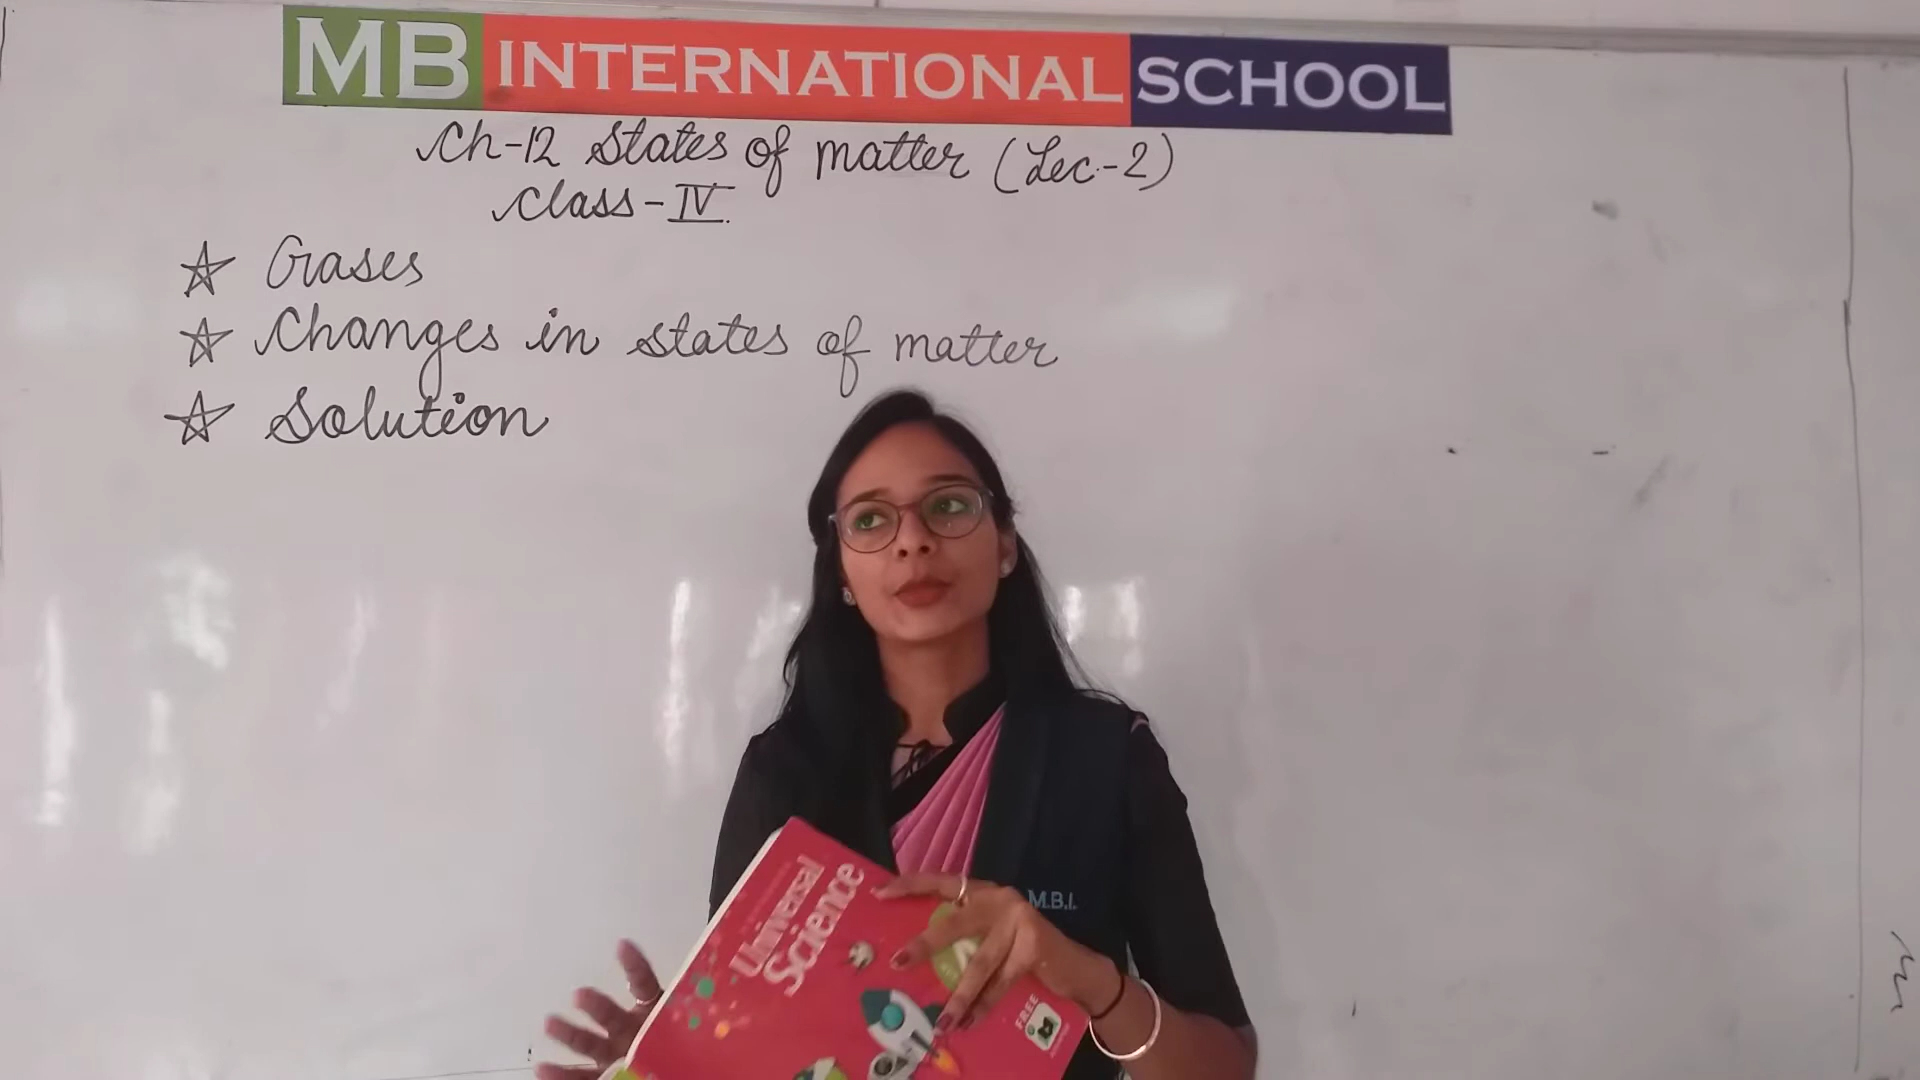 MB INTERNATIONAL SCHOOL
Ch-12 States of matter (Lec.-2)
Class-IV.
☆ Gases
☆ Changes in states of matter
☆ Solution
M.B.I.
Universal
Science
4
FREE